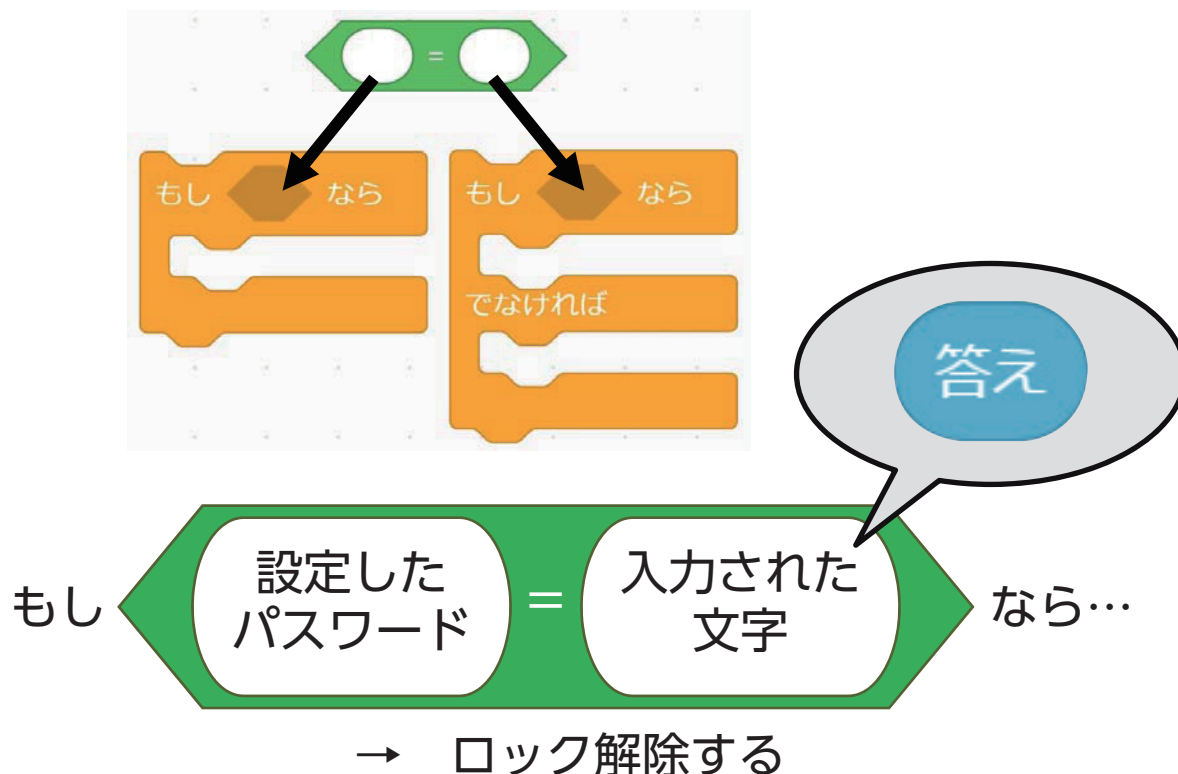 =
もし なら
もし なら
でなければ
答え
もし
設定した
パスワード
=
入力された
文字
なら…
→ ロック解除する